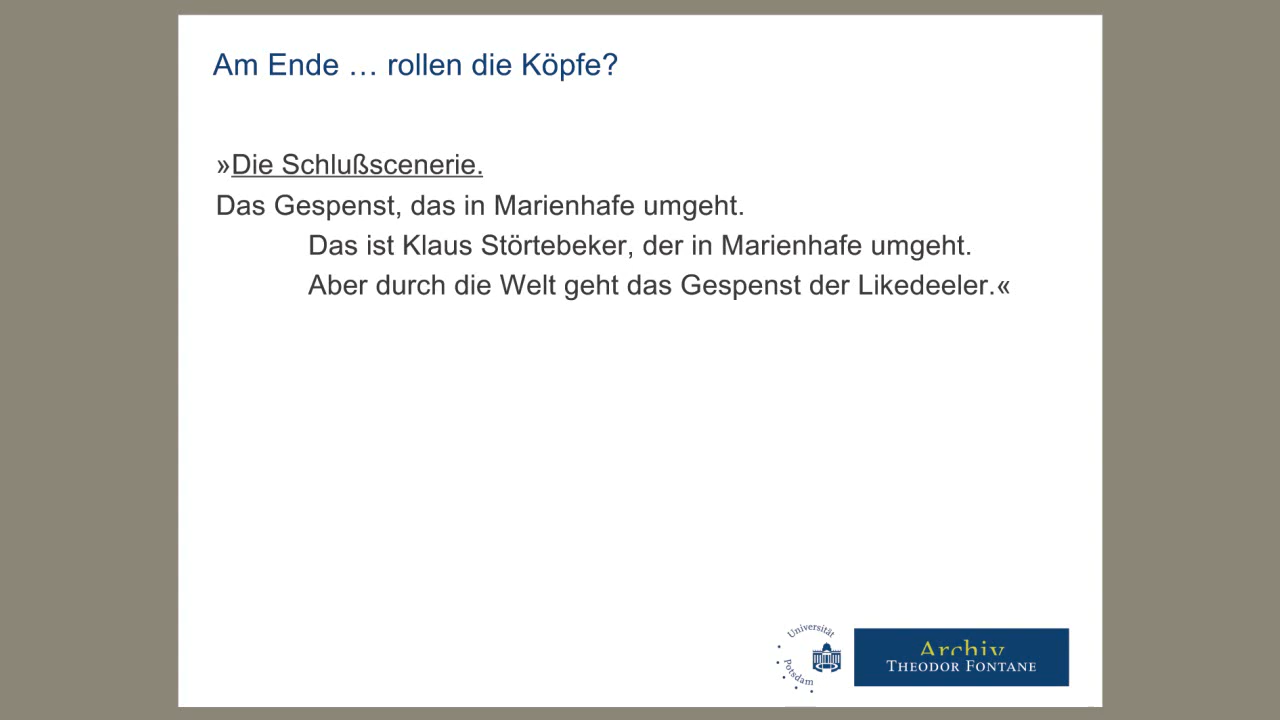 Am Ende … rollen die Köpfe?
»Die Schlußscenerie.
Das Gespenst, das in Marienhafe umgeht.
Das ist Klaus Störtebeker, der in Marienhafe umgeht.
Aber durch die Welt geht das Gespenst der Likedeeler.«
Universität
Potsdam
Archiv
THEODOR FONTANE